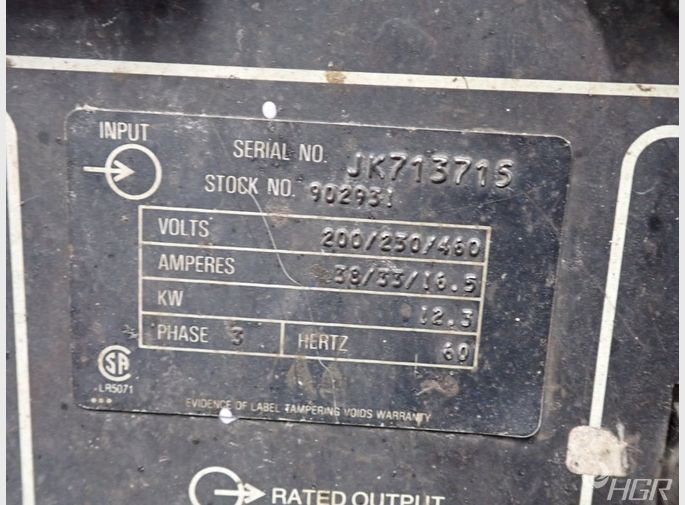 INPUT
SERIAL NO. JK713715
STOCK NO. 902931
VOLTS 200/230/460
AMPERES 38/33/16.5
KW 12.3
PHASE 3 HERTZ 60
SA
LR5071
EVIDENCE OF LABEL TAMPERING VOIDS WARRANTY
RATED OUTPUT
HGR